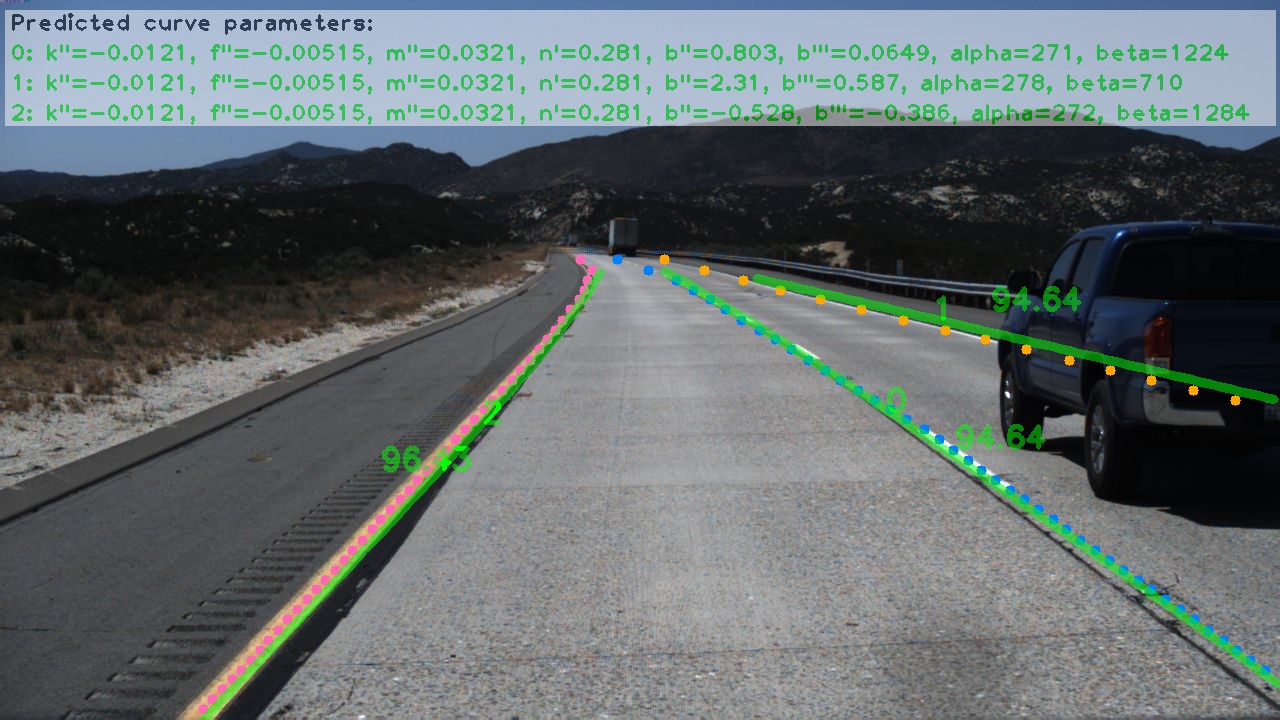 Predicted curve parameters:
0: k''=-0.0121, f''=-0.00515, m''=0.0321, n'=0.281, b''=0.803, b'''=0.0649, alpha=271, beta=1224
1: k''=-0.0121, f''=-0.00515, m''=0.0321, n'=0.281, b''=2.31, b'''=0.587, alpha=278, beta=710
2: k''=-0.0121, f''=-0.00515, m''=0.0321, n'=0.281, b''=-0.528, b'''=-0.386, alpha=272, beta=1284
1
94.64
0
94.64
2